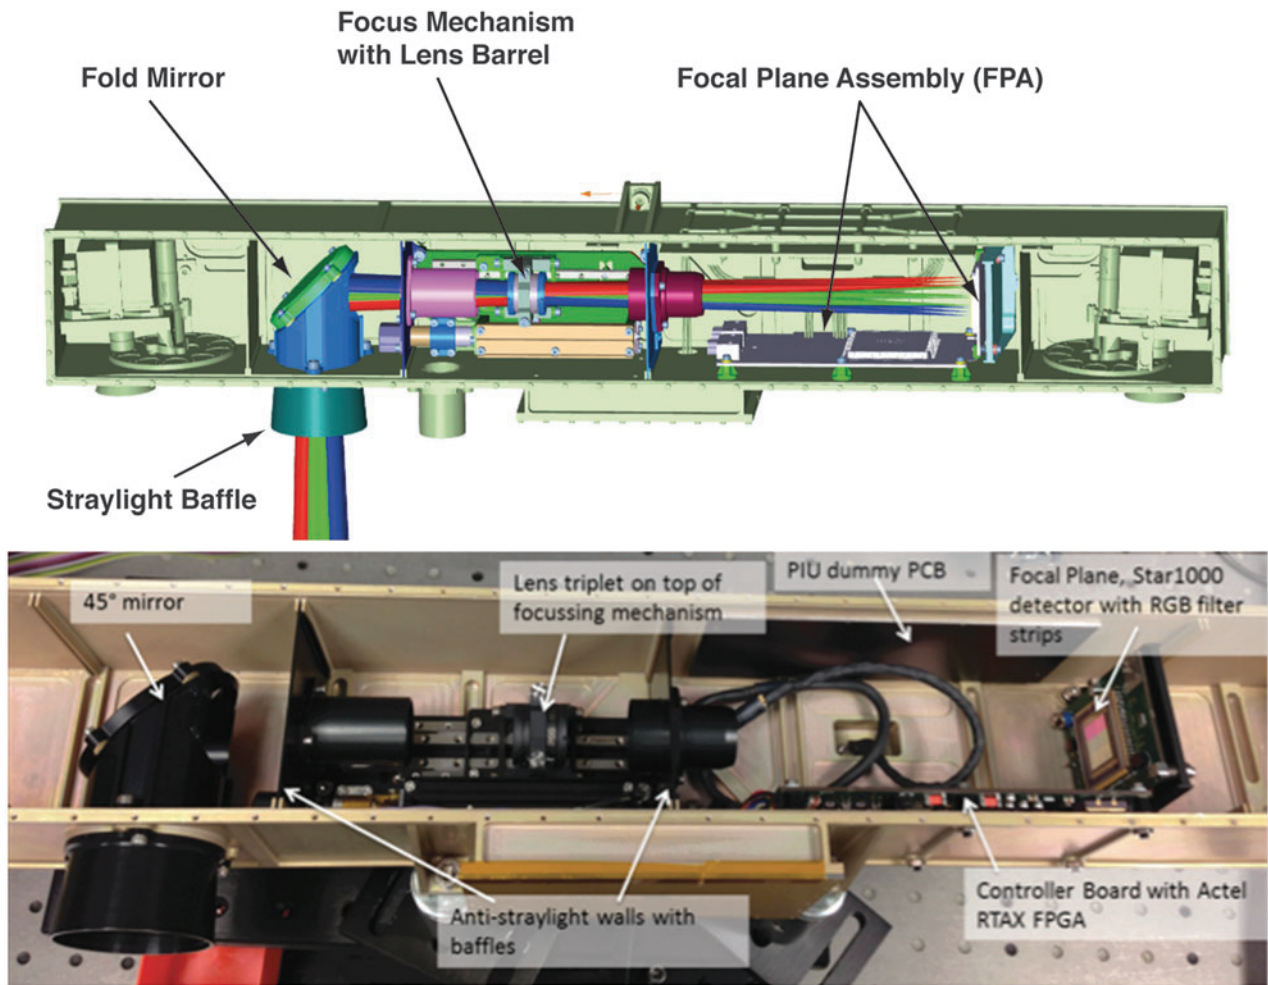 Focus Mechanism
with Lens Barrel
Fold Mirror
Focal Plane Assembly (FPA)
Straylight Baffle
45° mirror
Lens triplet on top of
focussing mechanism
PIU dummy PCB
Focal Plane, Star1000
detector with RGB filter
strips
Anti-straylight walls with
baffles
Controller Board with Actel
RTAX FPGA